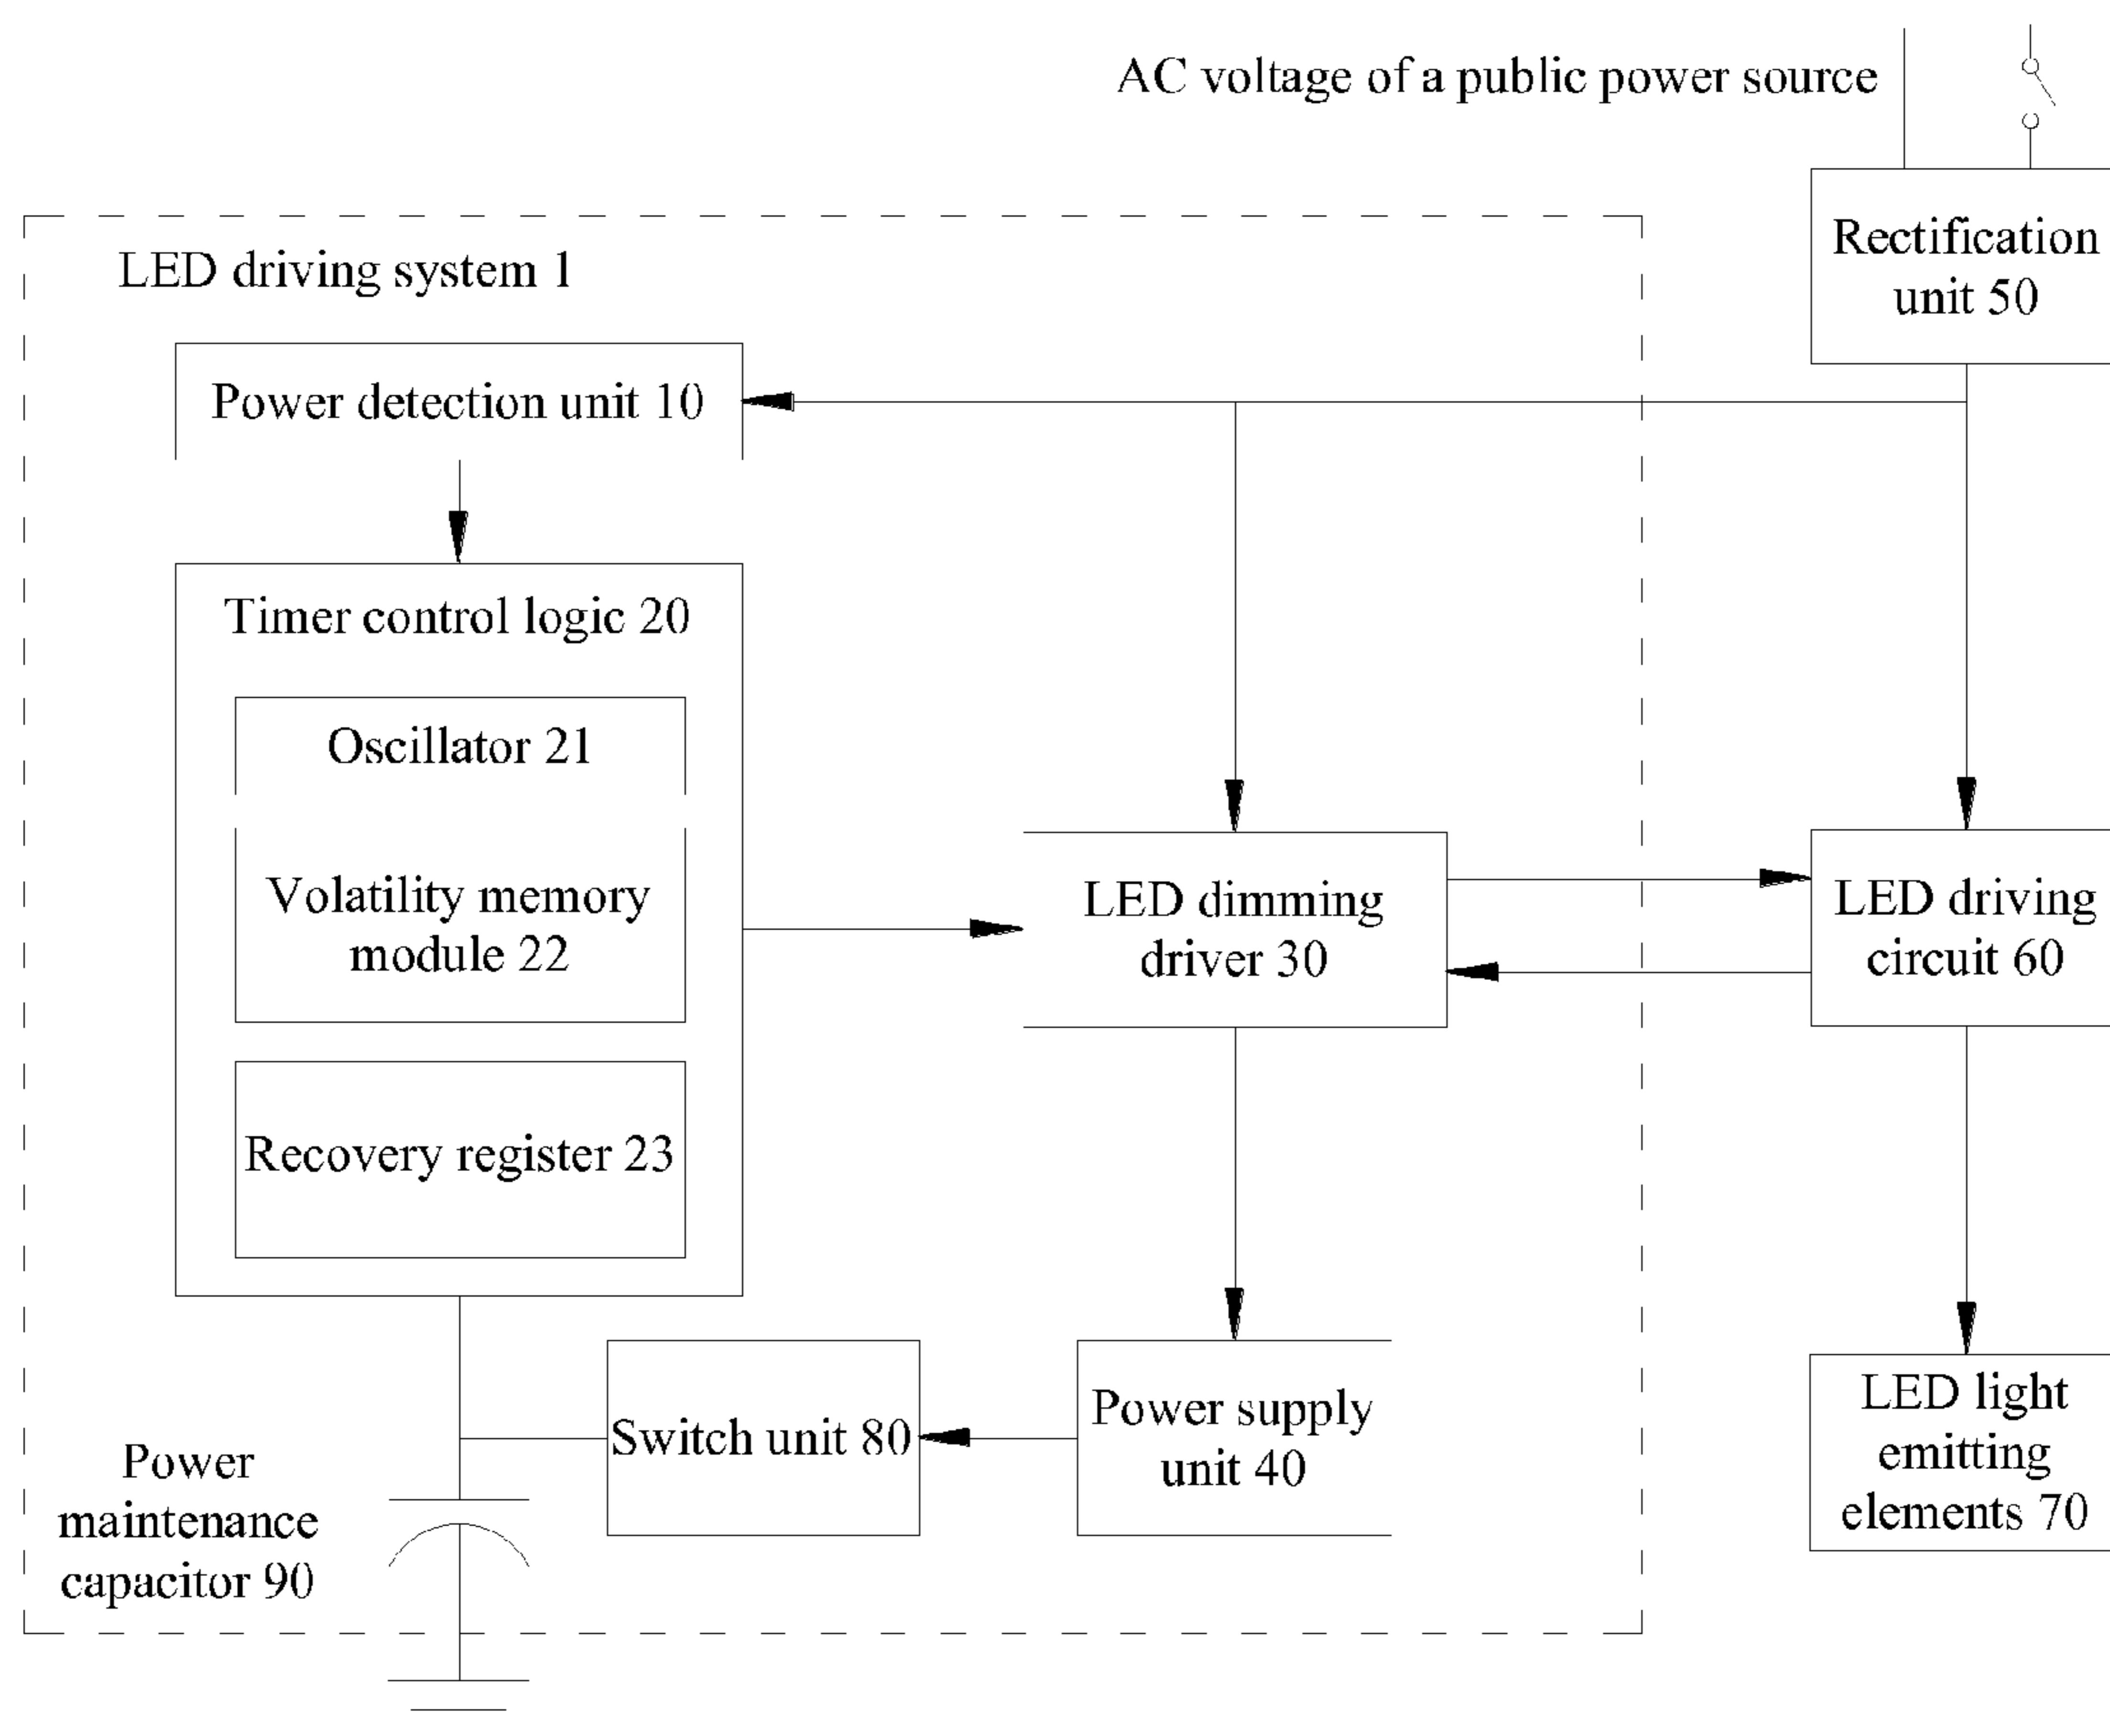 AC voltage of a public power source
Rectification
unit 50
LED driving system 1
Power detection unit 10
Timer control logic 20
Oscillator 21
Volatility memory
module 22
Recovery register 23
LED dimming
driver 30
LED driving
circuit 60
Switch unit 80
Power supply
unit 40
LED light
emitting
elements 70
Power
maintenance
capacitor 90